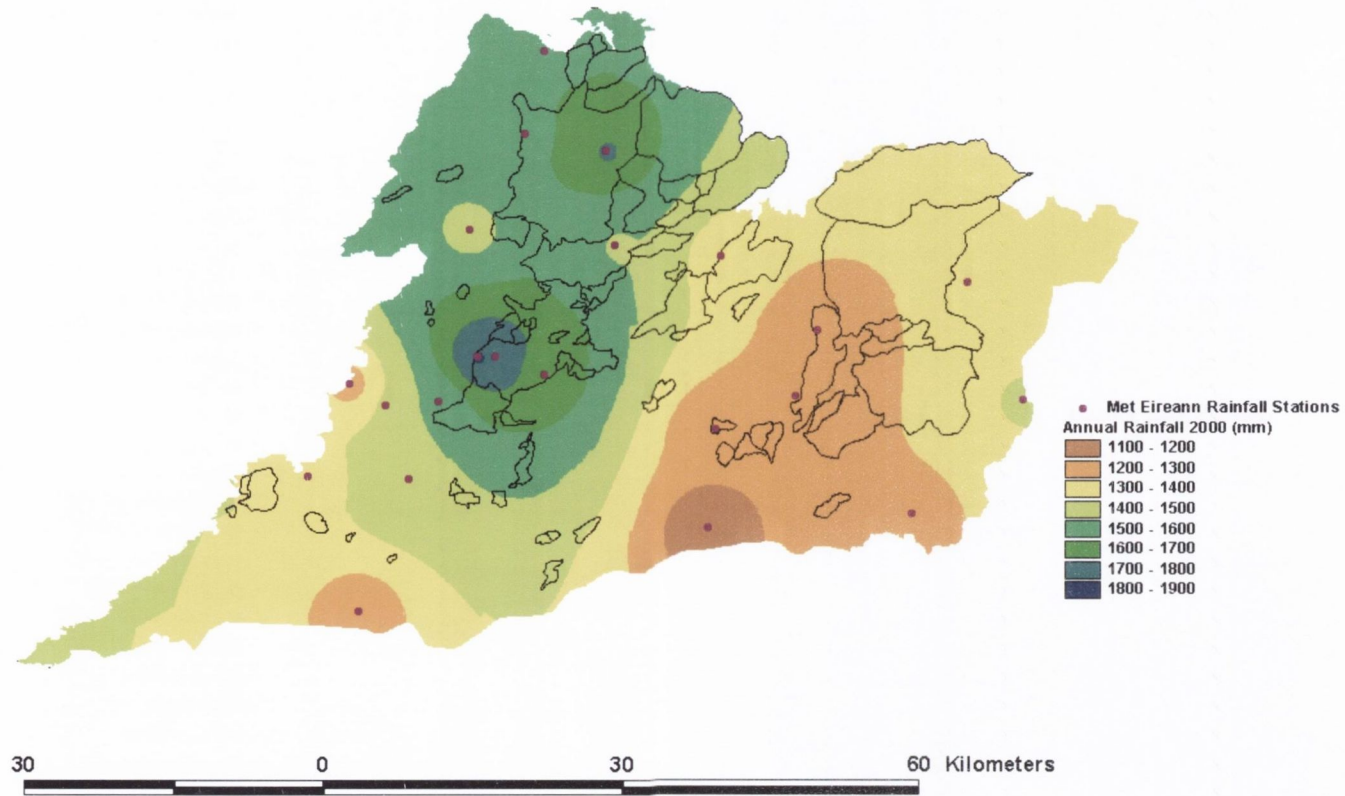 Met Eireann Rainfall Stations
Annual Rainfall 2000 (mm)
1100 - 1200
1200 - 1300
1300 - 1400
1400 - 1500
1500 - 1600
1600 - 1700
1700 - 1800
1800 - 1900
30 0 30 60 Kilometers